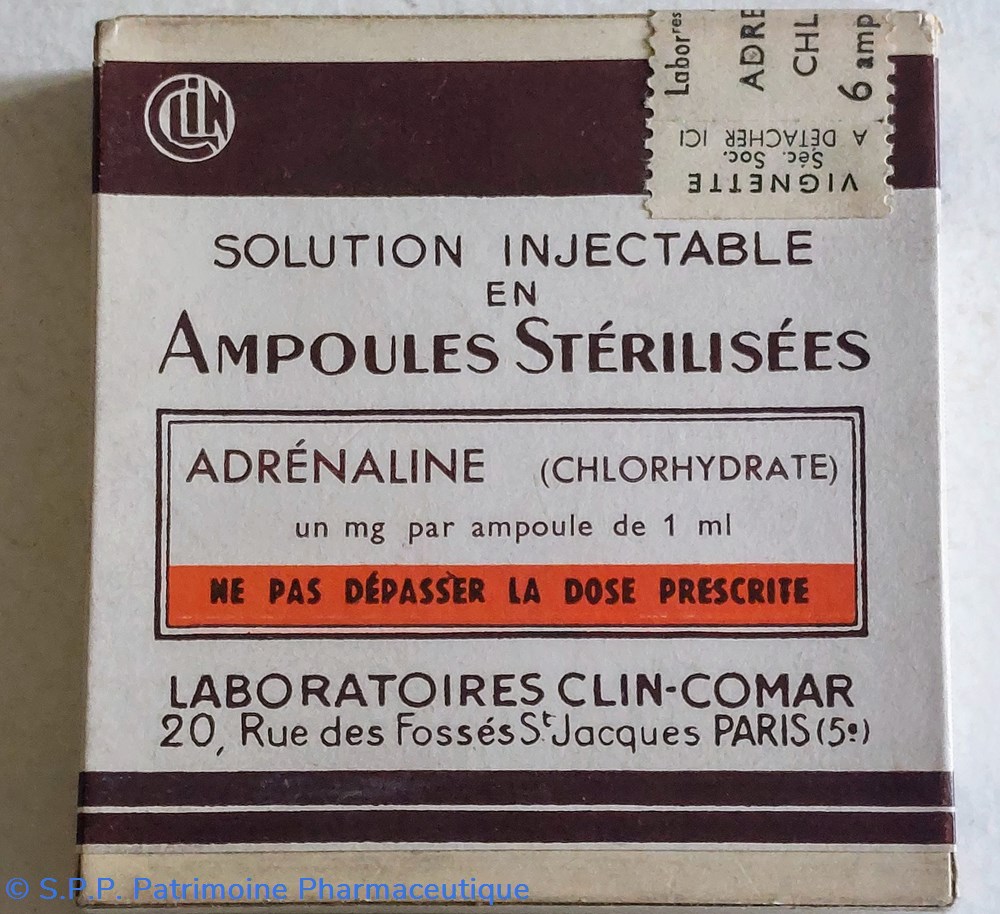 CLIN
Labor.res
ADRE
CHL
6 amp
VIGNETTE
Séc. Soc.
A DÉTACHER ICI
SOLUTION INJECTABLE
EN
AMPOULES STÉRILISÉES
ADRÉNALINE (CHLORHYDRATE)
un mg par ampoule de 1 ml
NE PAS DÉPASSER LA DOSE PRESCRITE
LABORATOIRES CLIN-COMAR
20, Rue des Fossés St. Jacques PARIS (5e)
© S.P.P. Patrimoine Pharmaceutique